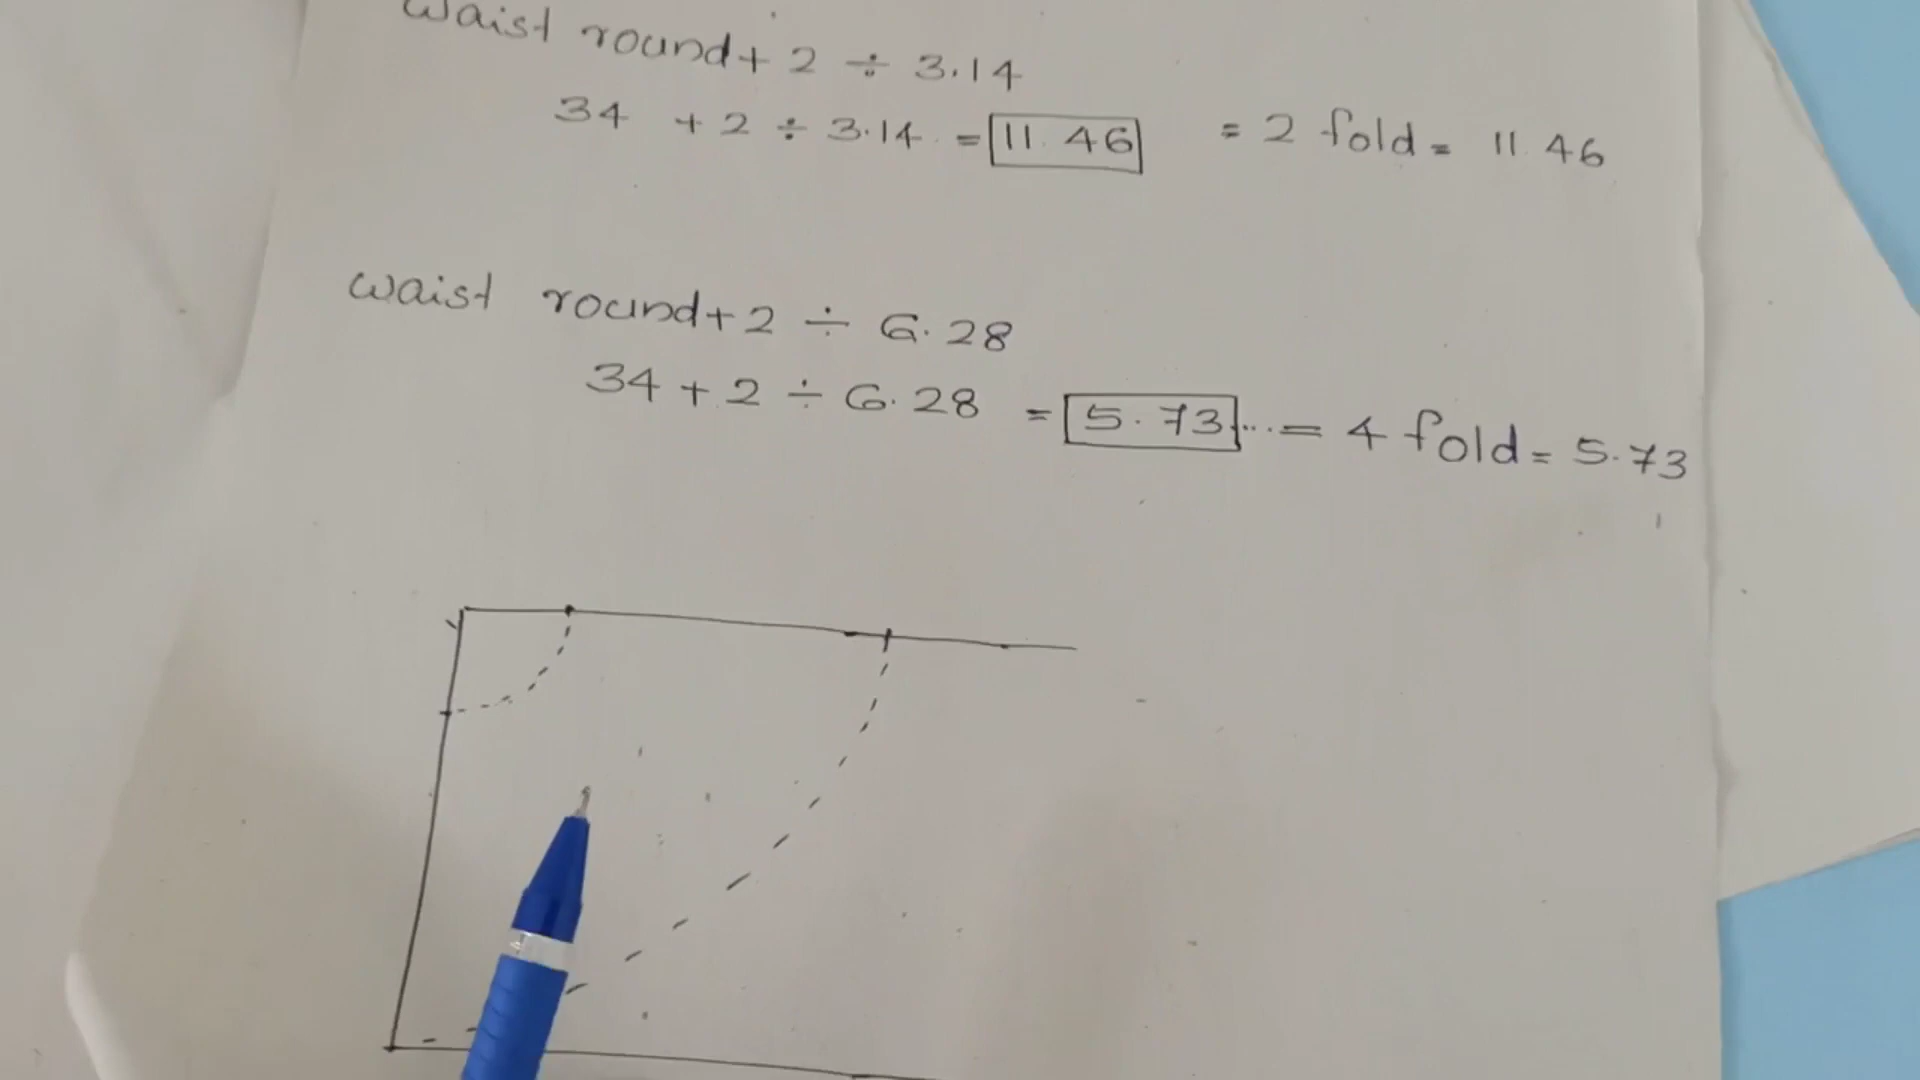 Waist round + 2 ÷ 3.14
34 + 2 ÷ 3.14 = 11.46 = 2 fold = 11.46
waist round + 2 ÷ 6.28
34 + 2 ÷ 6.28 = 5.73... = 4 fold = 5.73